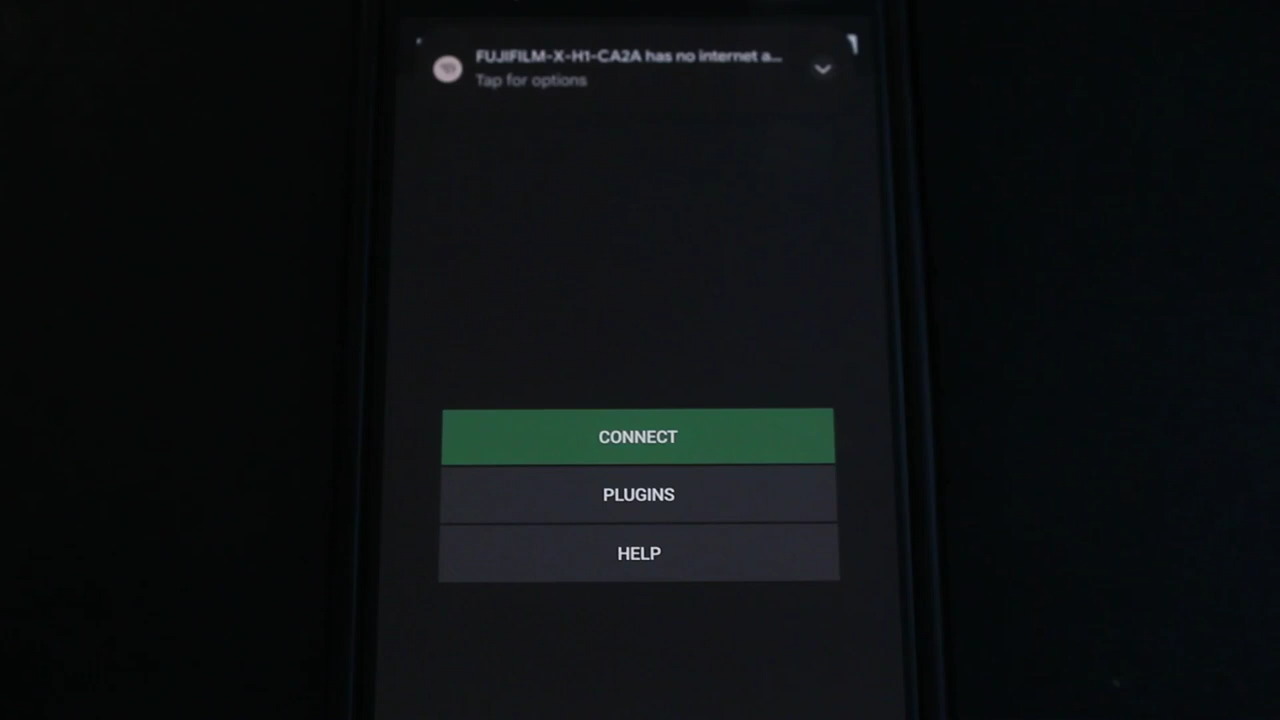 FUJIFILM-X-H1-CA2A has no internet a...
Tap for options
CONNECT
PLUGINS
HELP